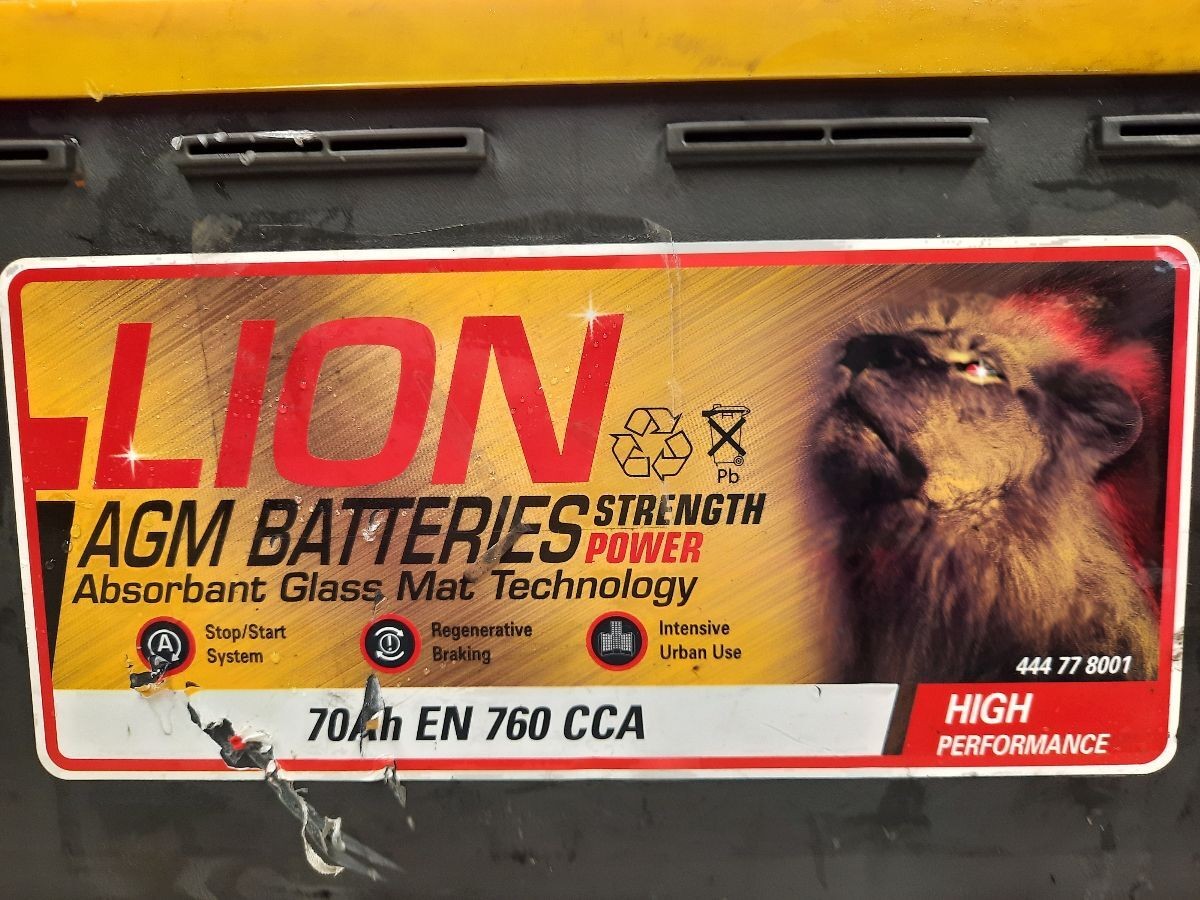 LION
Pb
AGM BATTERIES STRENGTH
POWER
Absorbant Glass Mat Technology
A
Stop/Start
System
Regenerative
Braking
Intensive
Urban Use
444 77 8001
70Ah EN 760 CCA
HIGH
PERFORMANCE